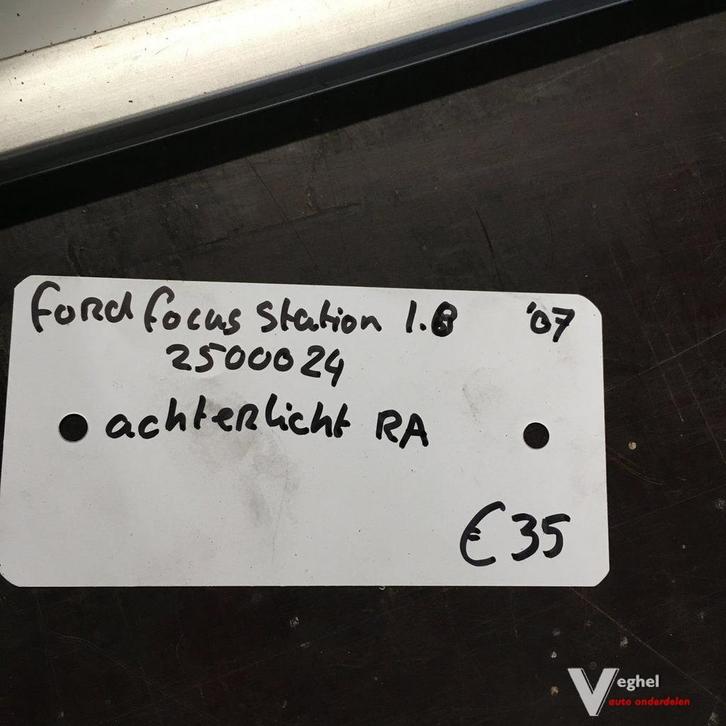 Ford focus Station 1.8 '07
2500024
achterlicht RA
€35
Veghel
auto onderdelen